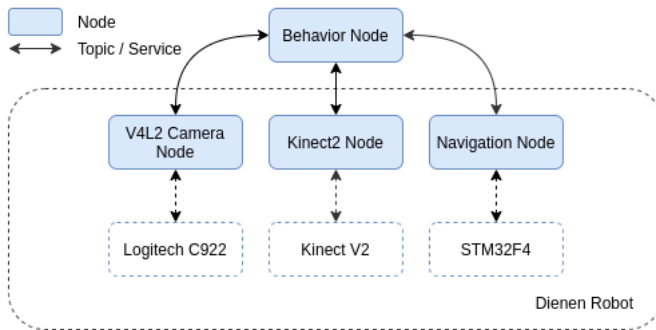 Node
Topic / Service
Behavior Node
V4L2 Camera
Node
Kinect2 Node
Navigation Node
Logitech C922
Kinect V2
STM32F4
Dienen Robot